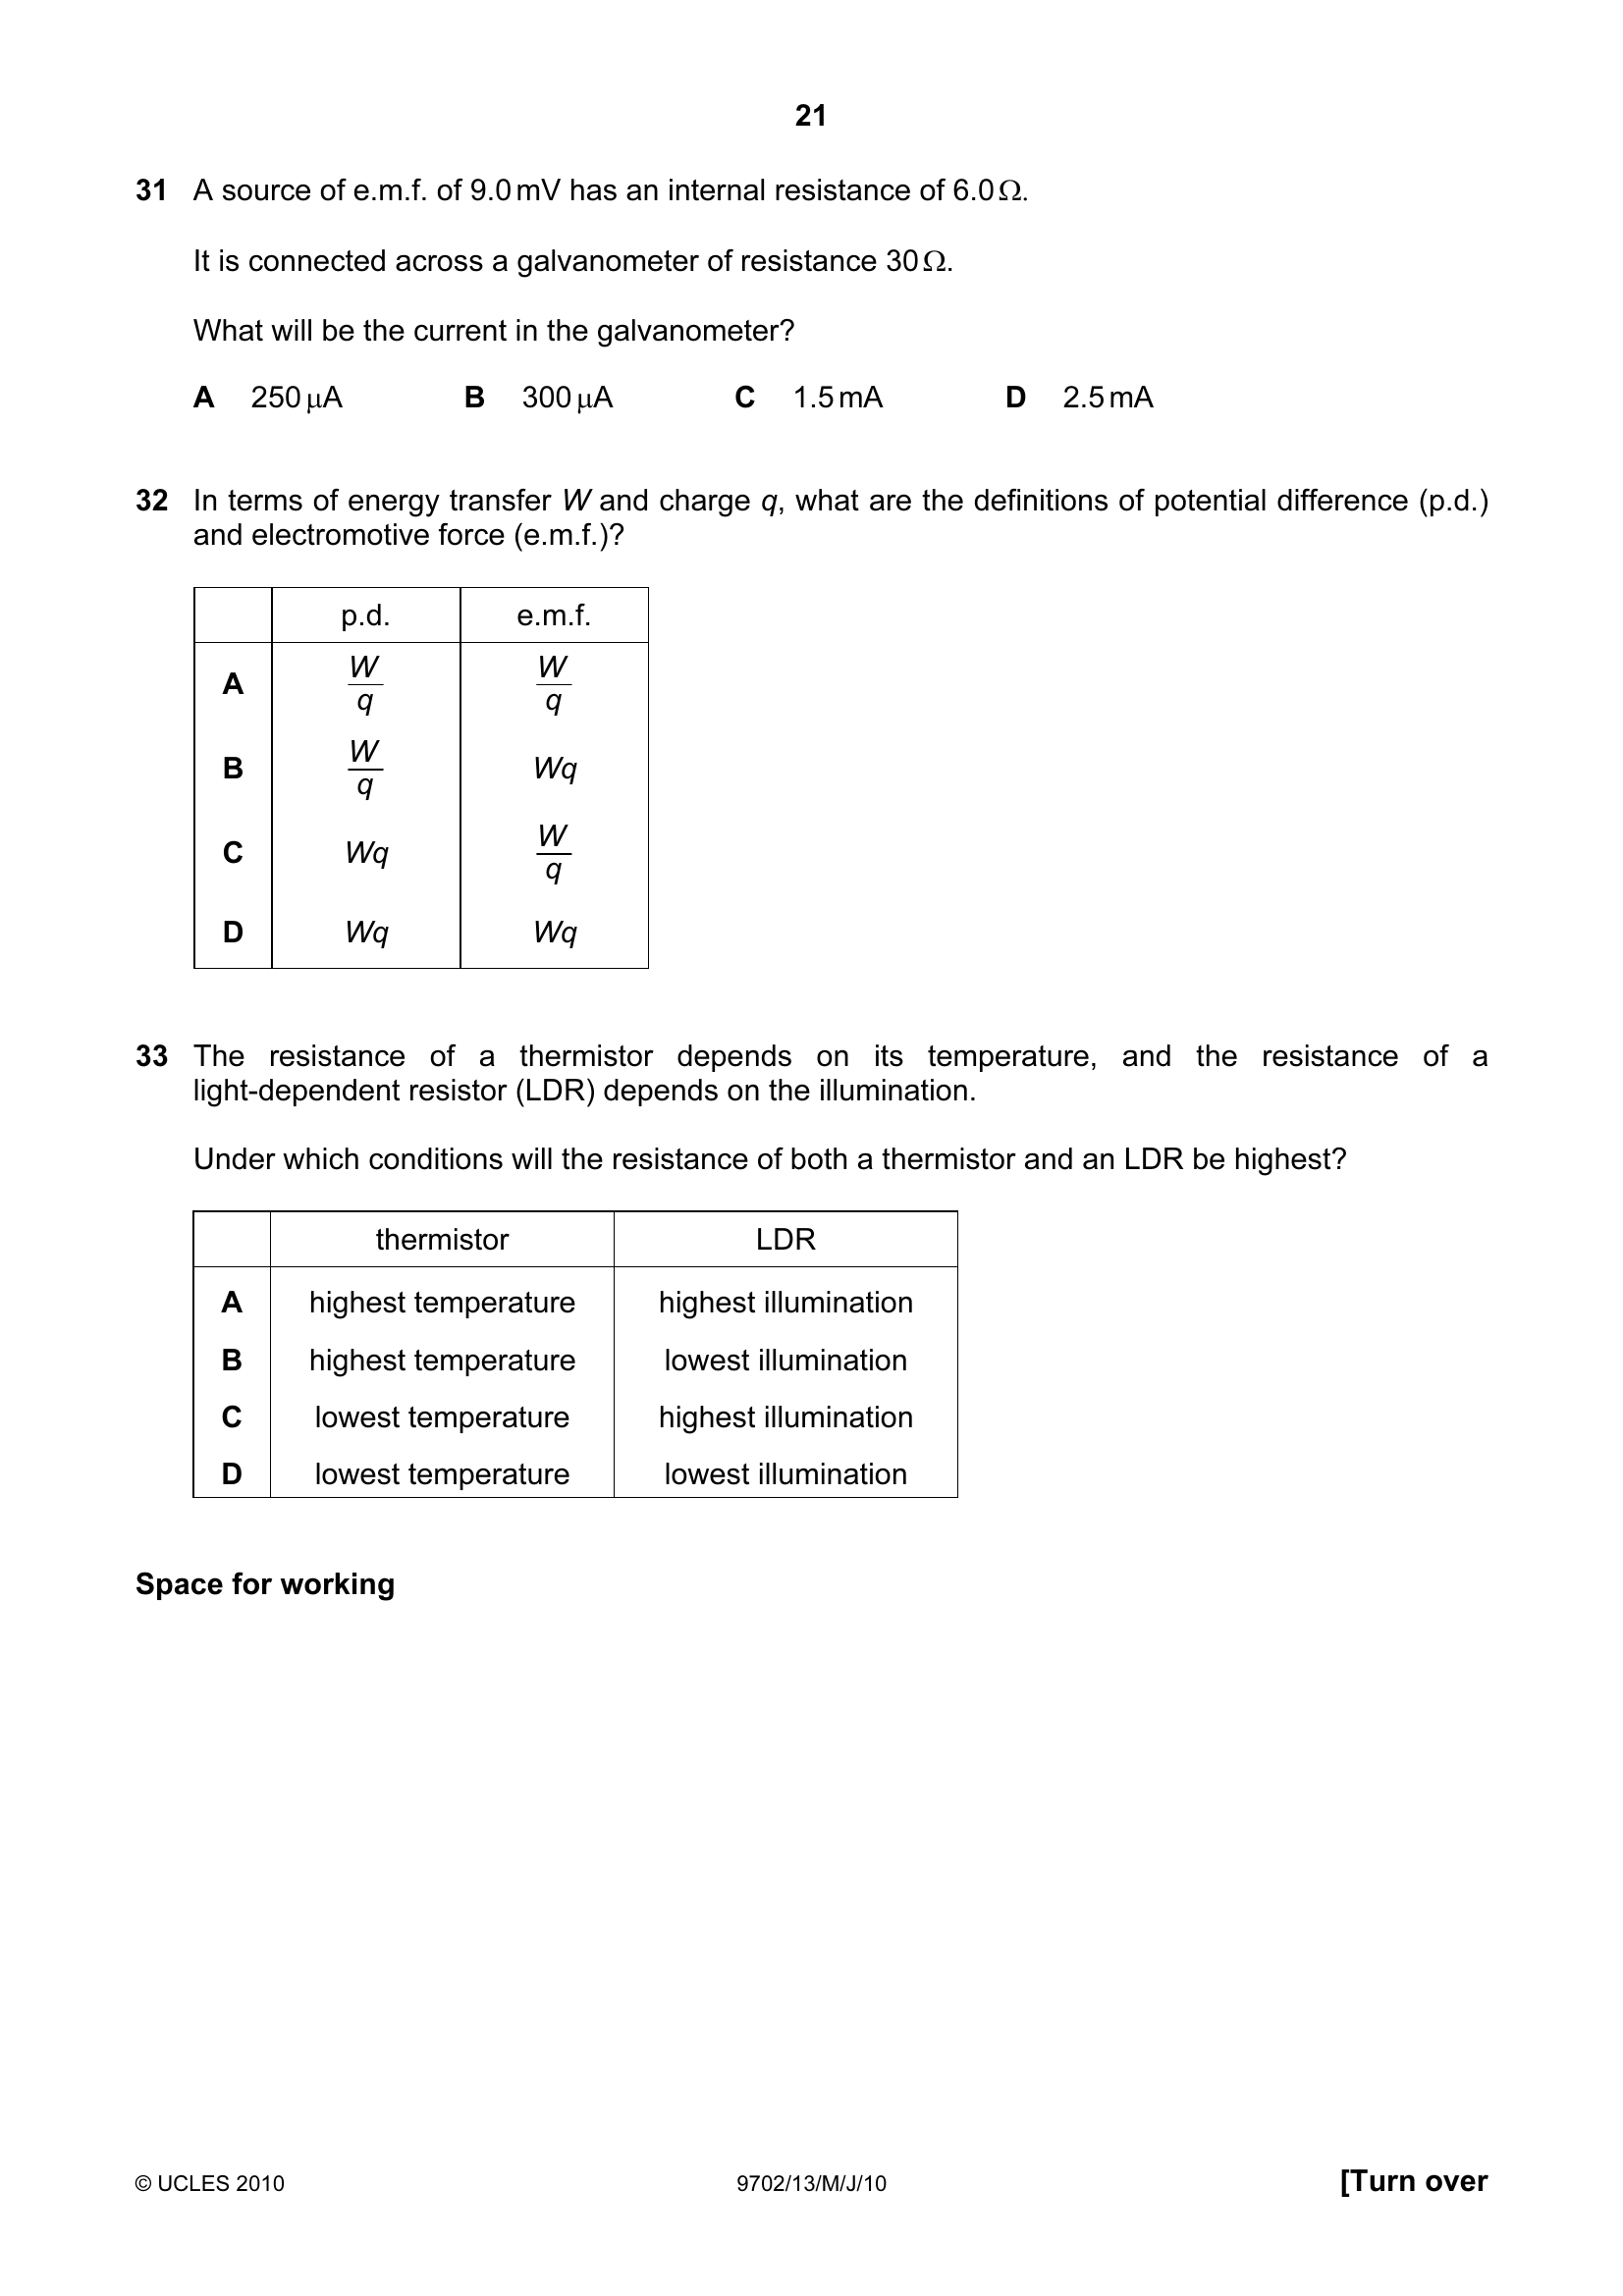 21
31 A source of e.m.f. of 9.0 mV has an internal resistance of 6.0 Ω.
It is connected across a galvanometer of resistance 30 Ω.
What will be the current in the galvanometer?
A 250 μA B 300 μA C 1.5 mA D 2.5 mA
32 In terms of energy transfer W and charge q, what are the definitions of potential difference (p.d.)
and electromotive force (e.m.f.)?
p.d. e.m.f.
A W/q W/q
B W/q Wq
C Wq W/q
D Wq Wq
33 The resistance of a thermistor depends on its temperature, and the resistance of a
light-dependent resistor (LDR) depends on the illumination.
Under which conditions will the resistance of both a thermistor and an LDR be highest?
thermistor LDR
A highest temperature highest illumination
B highest temperature lowest illumination
C lowest temperature highest illumination
D lowest temperature lowest illumination
Space for working
© UCLES 2010 9702/13/M/J/10 [Turn over